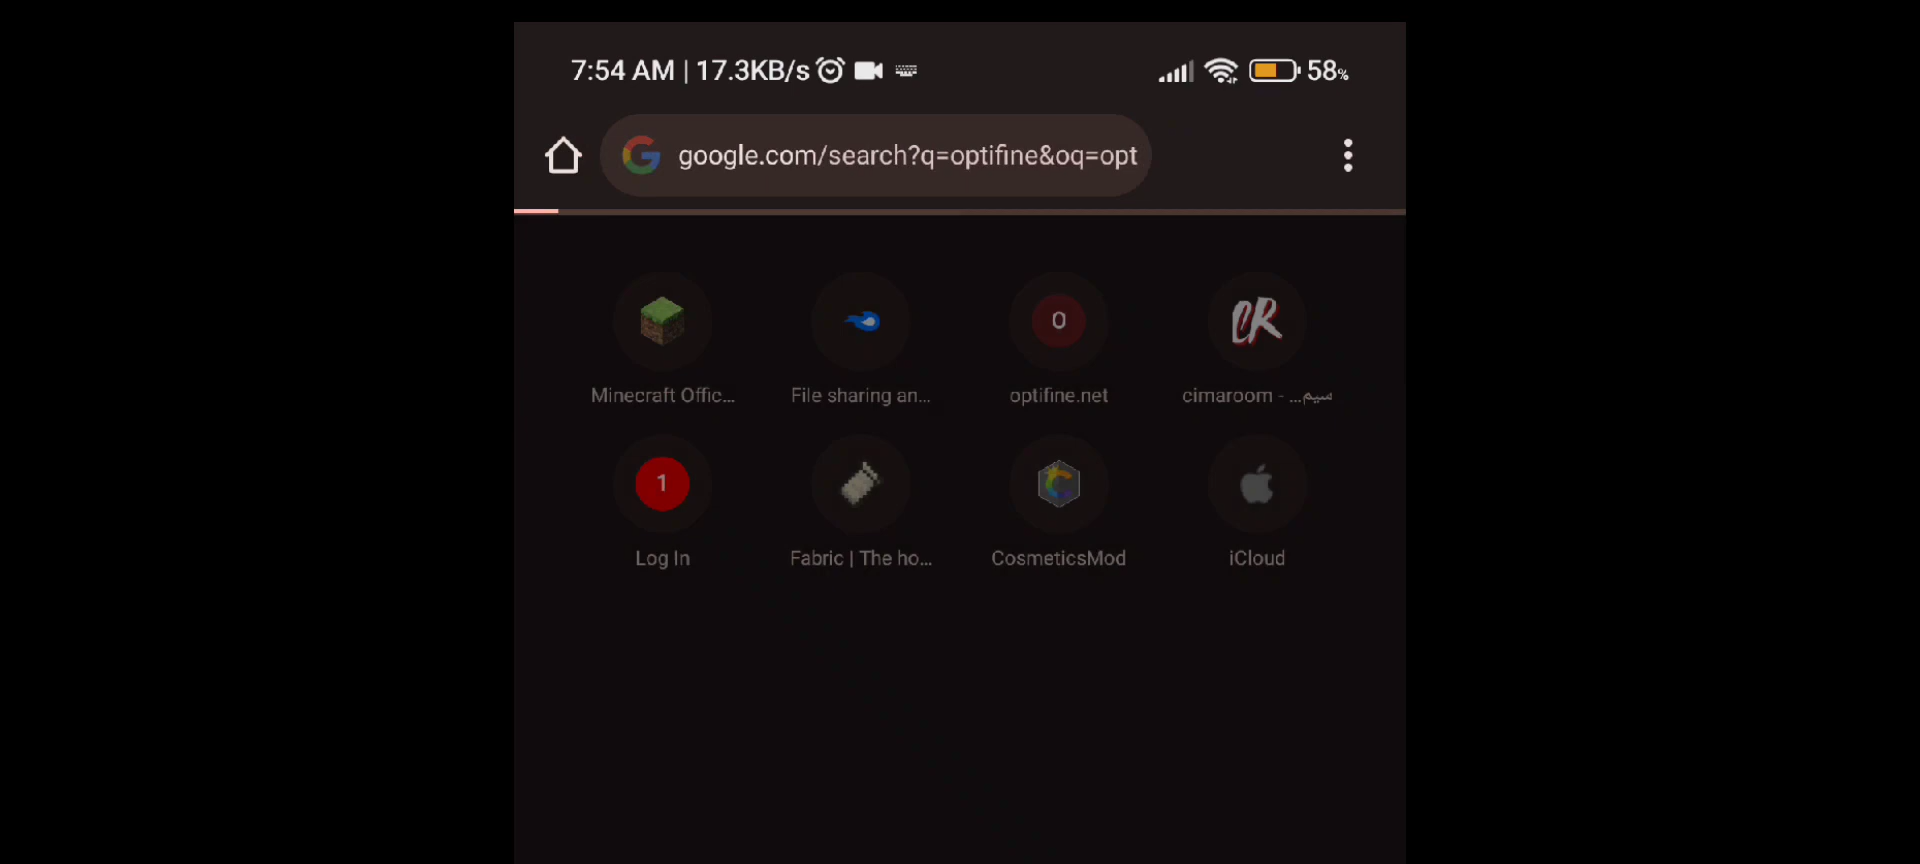 7:54 AM | 17.3KB/s 58%
google.com/search?q=optifine&oq=opt
Minecraft Offic... File sharing an... optifine.net cimaroom - ...سيم
Log In Fabric | The ho... CosmeticsMod iCloud
O
CR
1
C